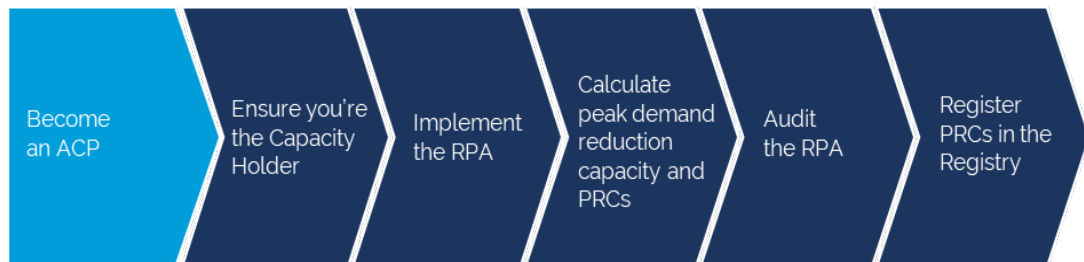 Become
an ACP
Ensure you're
the Capacity
Holder
Implement
the RPA
Calculate
peak demand
reduction
capacity and
PRCs
Audit
the RPA
Register
PRCs in the
Registry